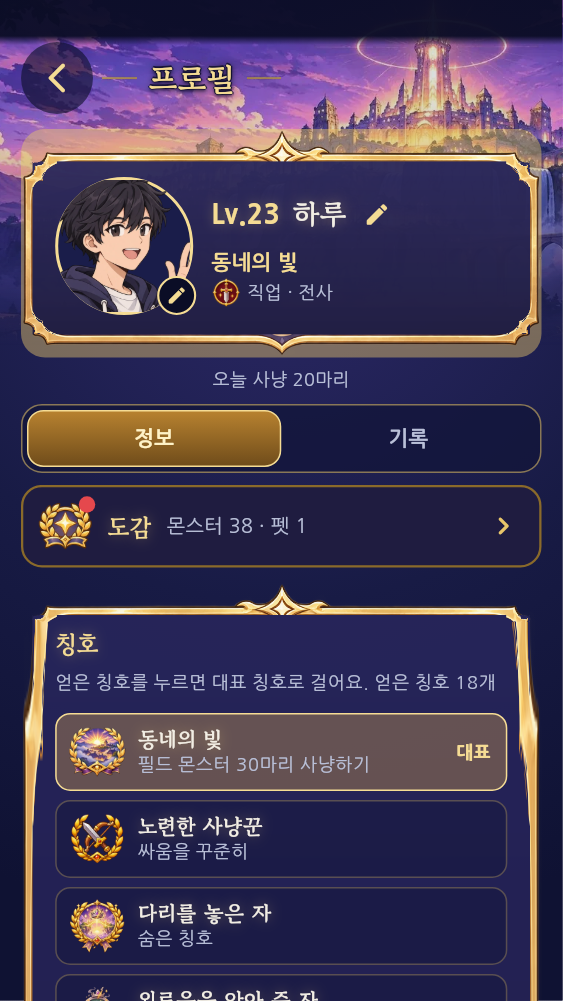 프로필
Lv.23 하루
동네의 빛
직업 · 전사
오늘 사냥 20마리
정보
기록
도감 몬스터 38 · 펫 1
칭호
얻은 칭호를 누르면 대표 칭호로 걸어요. 얻은 칭호 18개
동네의 빛
필드 몬스터 30마리 사냥하기
대표
노련한 사냥꾼
싸움을 꾸준히
다리를 놓은 자
숨은 칭호